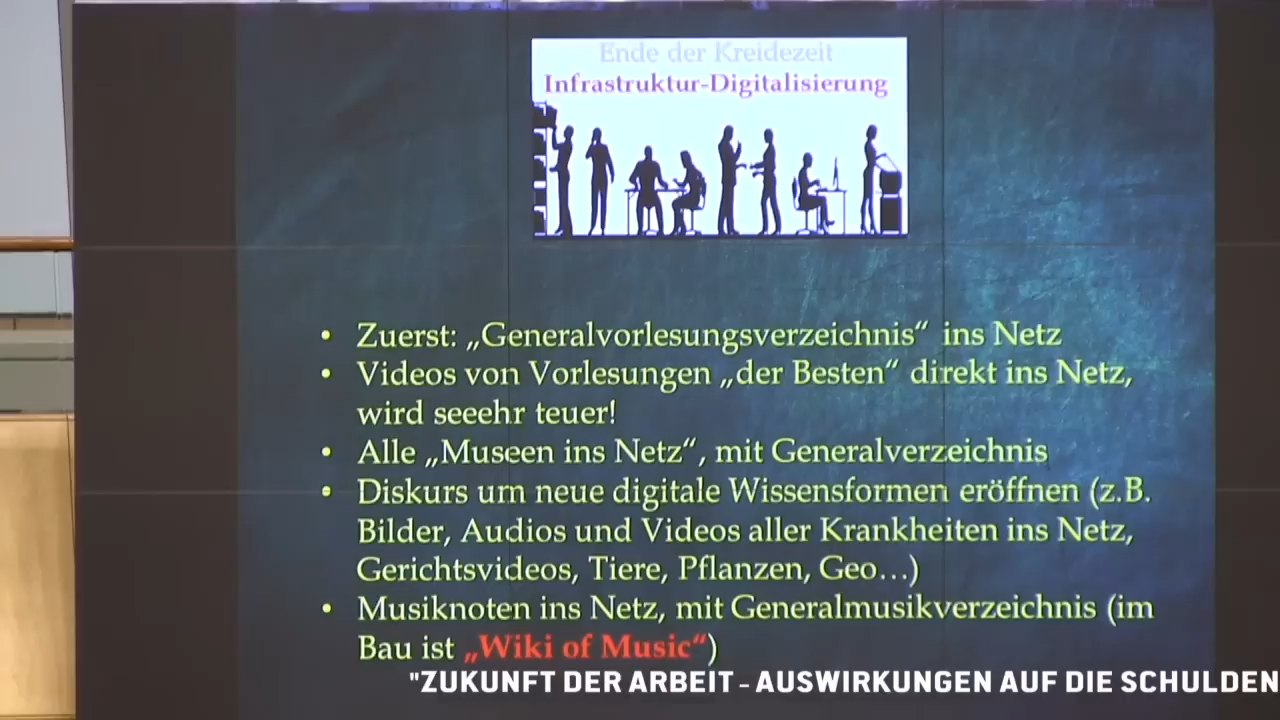 Ende der Kreidezeit
Infrastruktur-Digitalisierung
• Zuerst: „Generalvorlesungsverzeichnis“ ins Netz
• Videos von Vorlesungen „der Besten“ direkt ins Netz,
wird seeehr teuer!
• Alle „Museen ins Netz“, mit Generalverzeichnis
• Diskurs um neue digitale Wissensformen eröffnen (z.B.
Bilder, Audios und Videos aller Krankheiten ins Netz,
Gerichtsvideos, Tiere, Pflanzen, Geo…)
• Musiknoten ins Netz, mit Generalmusikverzeichnis (im
Bau ist „Wiki of Music“)
"ZUKUNFT DER ARBEIT - AUSWIRKUNGEN AUF DIE SCHULDEN